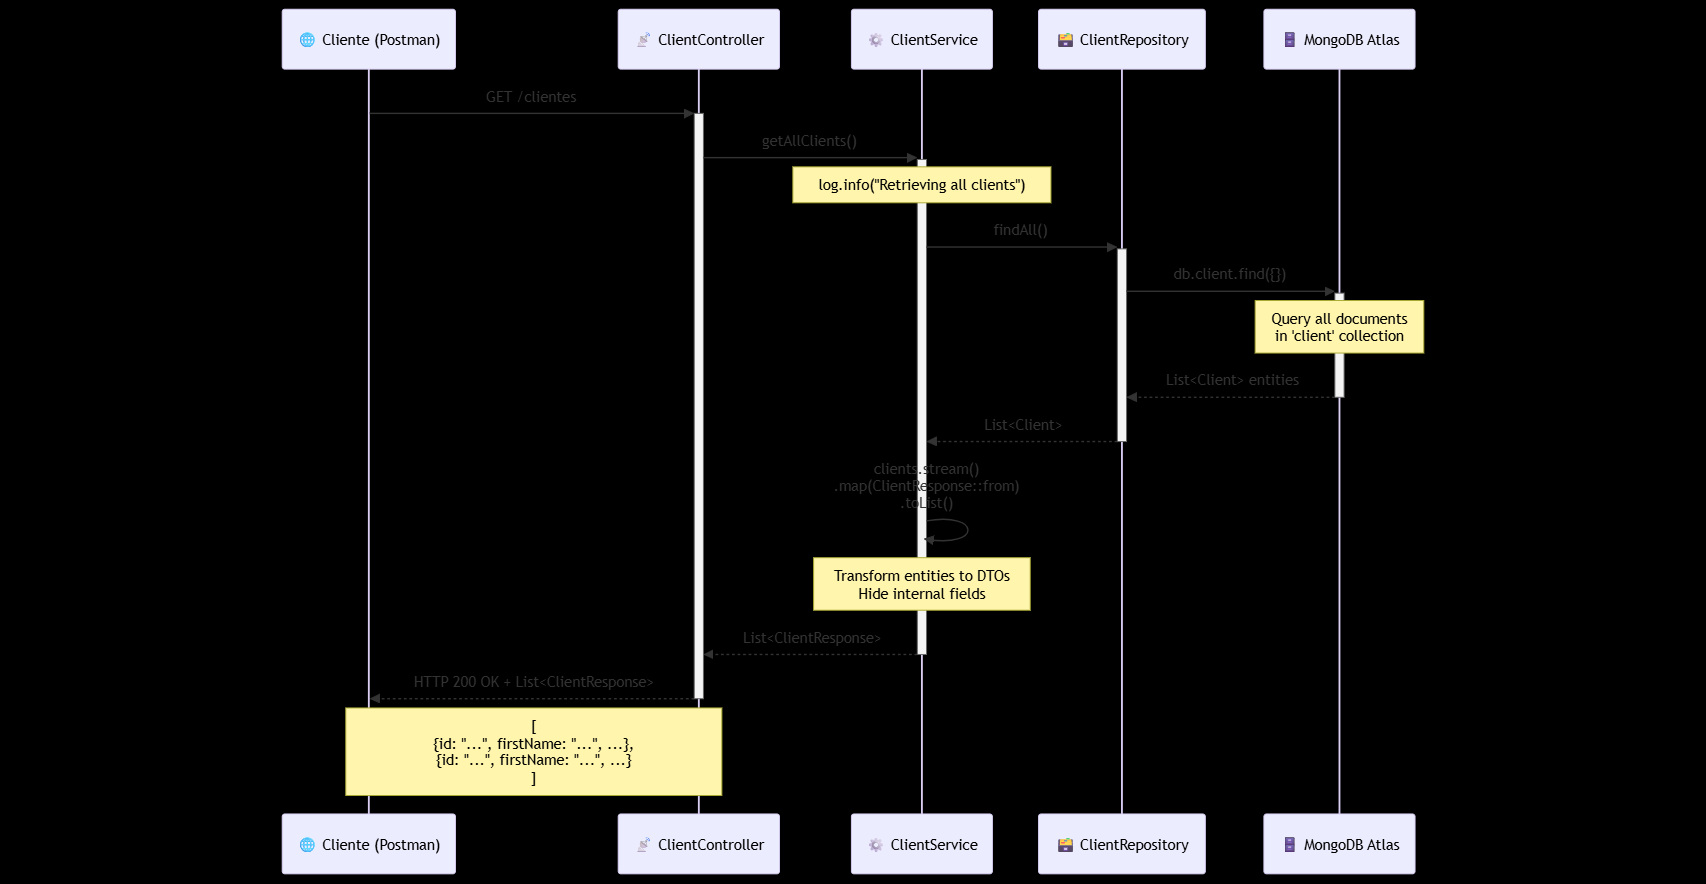 Cliente (Postman)
ClientController
ClientService
ClientRepository
MongoDB Atlas
GET /clientes
getAllClients()
log.info("Retrieving all clients")
findAll()
db.client.find({})
Query all documents
in 'client' collection
List<Client> entities
List<Client>
clients.stream()
.map(ClientResponse::from)
.toList()
Transform entities to DTOs
Hide internal fields
List<ClientResponse>
HTTP 200 OK + List<ClientResponse>
[
{id: "...", firstName: "...", ...},
{id: "...", firstName: "...", ...}
]
Cliente (Postman)
ClientController
ClientService
ClientRepository
MongoDB Atlas